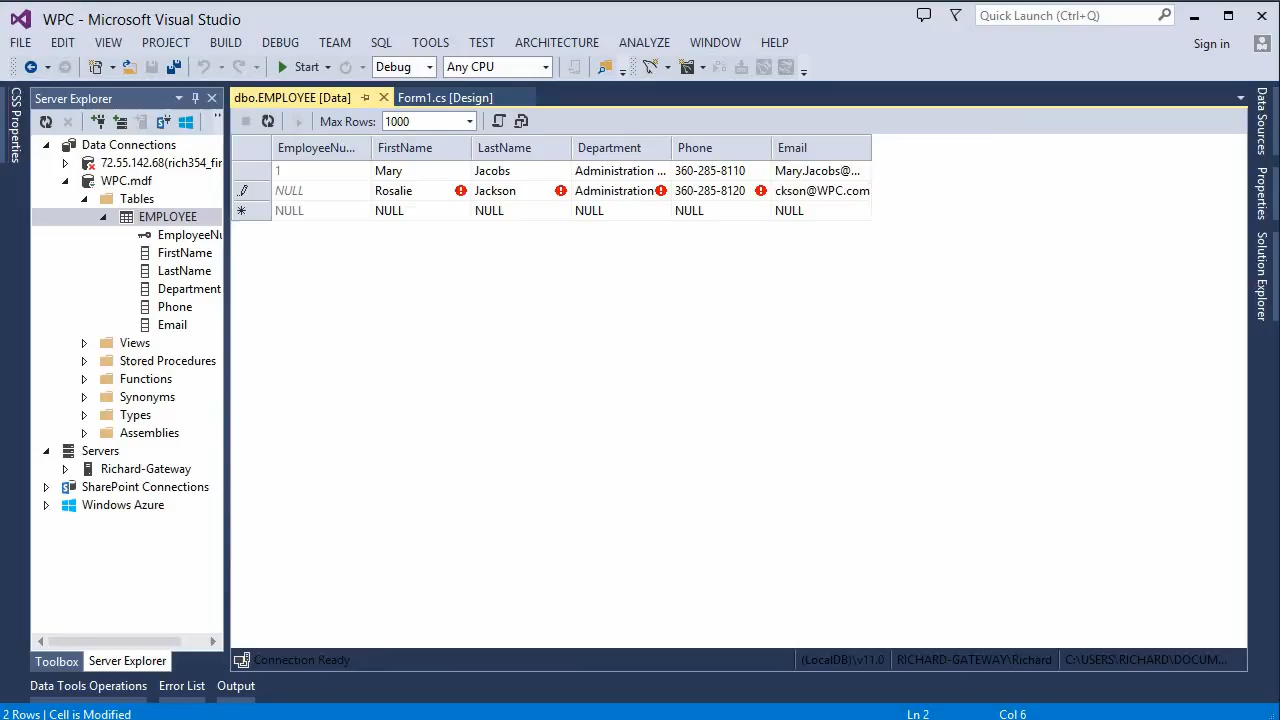 WPC - Microsoft Visual Studio
Quick Launch (Ctrl+Q)
FILE EDIT VIEW PROJECT BUILD DEBUG TEAM SQL TOOLS TEST ARCHITECTURE ANALYZE WINDOW HELP
Sign in
Start Debug Any CPU
CSS Properties
Server Explorer
dbo.EMPLOYEE [Data] Form1.cs [Design]
Max Rows: 1000
Data Connections
72.55.142.68(rich354_fir
WPC.mdf
Tables
EMPLOYEE
EmployeeNu
FirstName
LastName
Department
Phone
Email
Views
Stored Procedures
Functions
Synonyms
Types
Assemblies
Servers
Richard-Gateway
SharePoint Connections
Windows Azure
EmployeeNu... FirstName LastName Department Phone Email
1 Mary Jacobs Administration ... 360-285-8110 Mary.Jacobs@...
NULL Rosalie Jackson Administration 360-285-8120 ckson@WPC.com
NULL NULL NULL NULL NULL NULL
Data Sources
Properties
Solution Explorer
Toolbox Server Explorer
Connection Ready (LocalDB)\v11.0 RICHARD-GATEWAY\Richard C:\USERS\RICHARD\DOCUM...
Data Tools Operations Error List Output
2 Rows | Cell is Modified Ln 2 Col 6